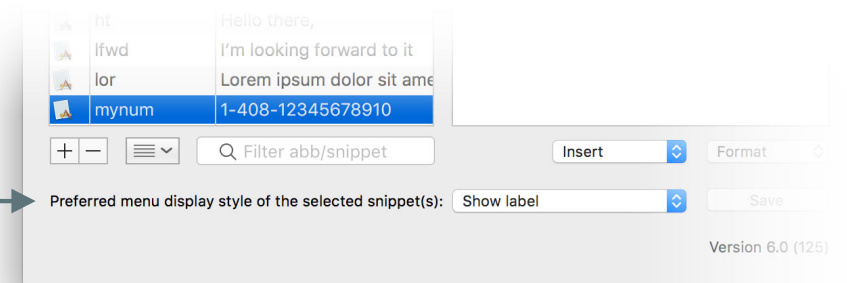 ht Hello there,
lfwd I'm looking forward to it
lor Lorem ipsum dolor sit ame
mynum 1-408-12345678910
Filter abb/snippet Insert Format
Preferred menu display style of the selected snippet(s): Show label Save
Version 6.0 (125)